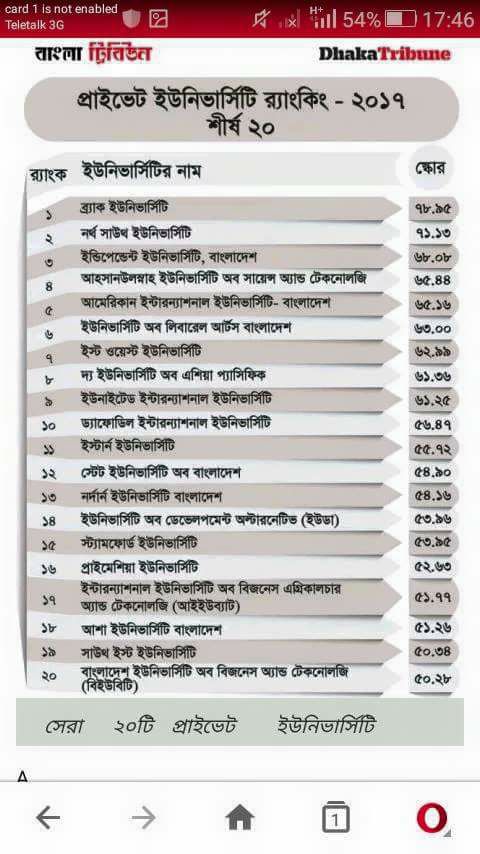 card 1 is not enabled
Teletalk 3G
H+
54%
17:46
বাংলা ট্রিবিউন
DhakaTribune
প্রাইভেট ইউনিভার্সিটি র‍্যাংকিং - ২০১৭
শীর্ষ ২০
র‍্যাংক ইউনিভার্সিটির নাম স্কোর
১ ব্র্যাক ইউনিভার্সিটি ৭৮.৯৫
২ নর্থ সাউথ ইউনিভার্সিটি ৭১.১৩
৩ ইন্ডিপেন্ডেন্ট ইউনিভার্সিটি, বাংলাদেশ ৬৮.০৮
৪ আহসানউলস্নাহ ইউনিভার্সিটি অব সায়েন্স অ্যান্ড টেকনোলজি ৬৫.৪৪
৫ আমেরিকান ইন্টারন্যাশনাল ইউনিভার্সিটি- বাংলাদেশ ৬৫.১৬
৬ ইউনিভার্সিটি অব লিবারেল আর্টস বাংলাদেশ ৬৩.০০
৭ ইস্ট ওয়েস্ট ইউনিভার্সিটি ৬২.৯৯
৮ দ্য ইউনিভার্সিটি অব এশিয়া প্যাসিফিক ৬১.৩৬
৯ ইউনাইটেড ইন্টারন্যাশনাল ইউনিভার্সিটি ৬১.২৫
১০ ড্যাফোডিল ইন্টারন্যাশনাল ইউনিভার্সিটি ৫৬.৪৭
১১ ইস্টার্ন ইউনিভার্সিটি ৫৫.৭২
১২ স্টেট ইউনিভার্সিটি অব বাংলাদেশ ৫৪.৯০
১৩ নর্দার্ন ইউনিভার্সিটি বাংলাদেশ ৫৪.১৬
১৪ ইউনিভার্সিটি অব ডেভেলপমেন্ট অল্টারনেটিভ (ইউডা) ৫৩.৯৬
১৫ স্ট্যামফোর্ড ইউনিভার্সিটি ৫৩.৯৫
১৬ প্রাইমেশিয়া ইউনিভার্সিটি ৫২.৬৩
১৭ ইন্টারন্যাশনাল ইউনিভার্সিটি অব বিজনেস এগ্রিকালচার
অ্যান্ড টেকনোলজি (আইইউব্যাট) ৫১.৭৭
১৮ আশা ইউনিভার্সিটি বাংলাদেশ ৫১.২৬
১৯ সাউথ ইস্ট ইউনিভার্সিটি ৫০.৩৪
২০ বাংলাদেশ ইউনিভার্সিটি অব বিজনেস অ্যান্ড টেকনোলজি
(বিইউবিটি) ৫০.২৮
সেরা ২০টি প্রাইভেট ইউনিভার্সিটি
A
1